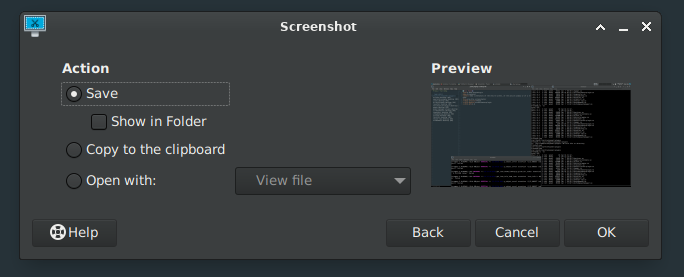 Screenshot
Action
Preview
Save
Show in Folder
Copy to the clipboard
Open with:
View file
Help
Back
Cancel
OK